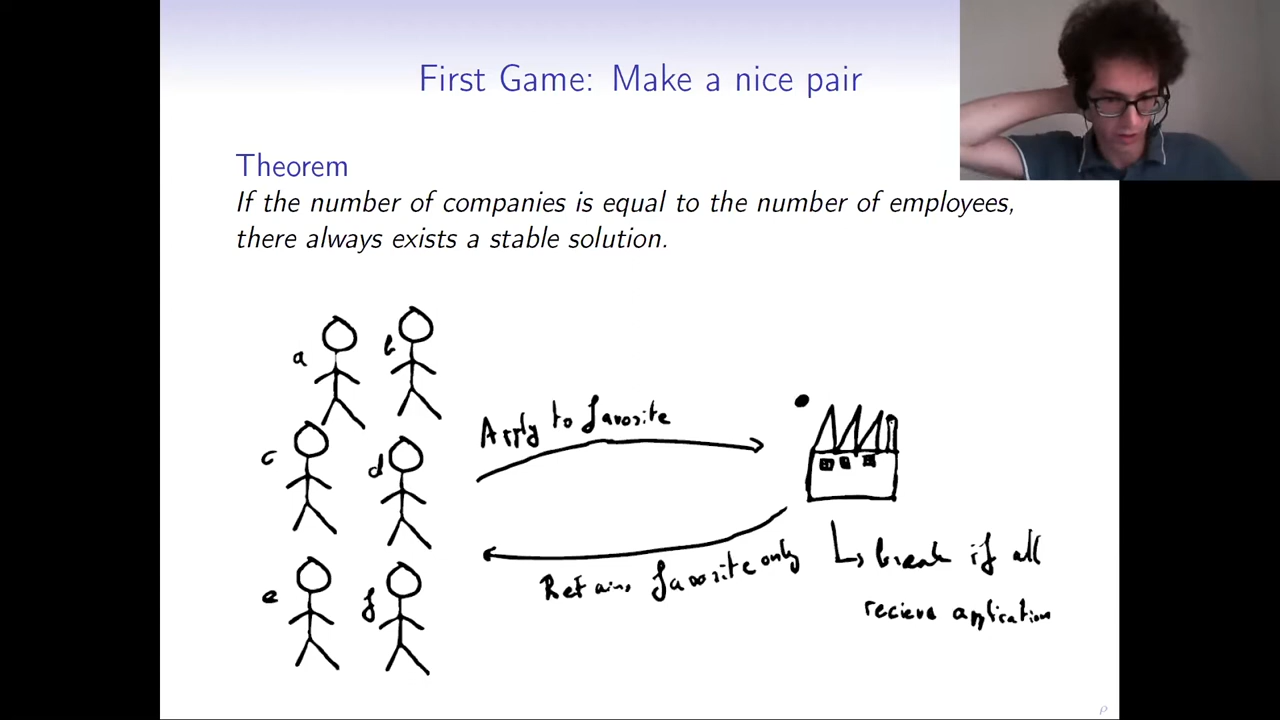 First Game: Make a nice pair
Theorem
If the number of companies is equal to the number of employees,
there always exists a stable solution.
a
b
c
d
e
f
Apply to favorite
Retains favorite only
↳ break if all
recieve application
ρ